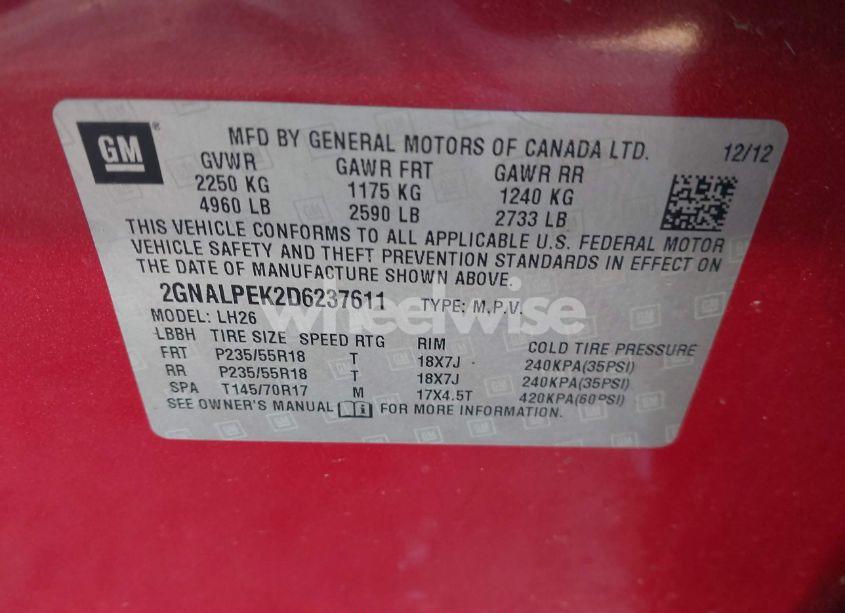 GM ®
MFD BY GENERAL MOTORS OF CANADA LTD. 12/12
GVWR GAWR FRT GAWR RR
2250 KG 1175 KG 1240 KG
4960 LB 2590 LB 2733 LB
THIS VEHICLE CONFORMS TO ALL APPLICABLE U.S. FEDERAL MOTOR
VEHICLE SAFETY AND THEFT PREVENTION STANDARDS IN EFFECT ON
THE DATE OF MANUFACTURE SHOWN ABOVE.
2GNALPEK2D6237611 TYPE: M.P.V.
wheelwise
MODEL: LH26
LBBH TIRE SIZE SPEED RTG RIM COLD TIRE PRESSURE
FRT P235/55R18 T 18X7J 240KPA(35PSI)
RR P235/55R18 T 18X7J 240KPA(35PSI)
SPA T145/70R17 M 17X4.5T 420KPA(60PSI)
SEE OWNER'S MANUAL FOR MORE INFORMATION.